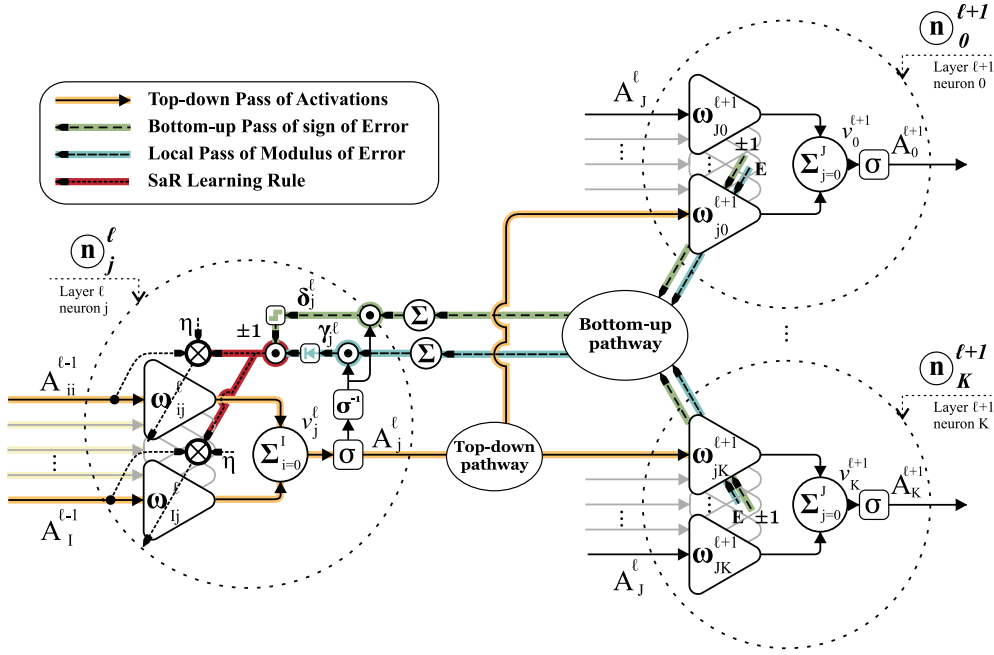 Top-down Pass of Activations
Bottom-up Pass of sign of Error
Local Pass of Modulus of Error
SaR Learning Rule
n 0 ℓ+1
Layer ℓ+1
neuron 0
A J ℓ
ω J0 ℓ+1
±1
E
ω j0 ℓ+1
Σ J j=0
v 0 ℓ+1
σ
A 0 ℓ+1
n j ℓ
Layer ℓ
neuron j
η
±1
δ j ℓ
γ j ℓ
Σ
Σ
Bottom-up
pathway
A ii ℓ-1
ω ij ℓ
η
A I ℓ-1
ω Ij ℓ
Σ I i=0
v j ℓ
σ⁻¹
σ
A j ℓ
Top-down
pathway
n K ℓ+1
Layer ℓ+1
neuron K
ω jK ℓ+1
E ±1
A J ℓ
ω JK ℓ+1
Σ J j=0
v K ℓ+1
σ
A K ℓ+1